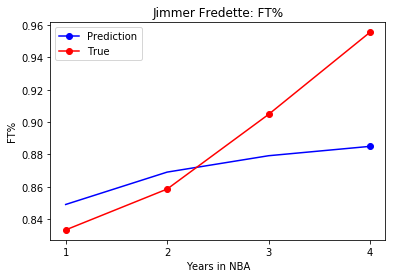 Jimmer Fredette: FT%
Prediction
True
0.96
0.94
0.92
0.90
0.88
0.86
0.84
FT%
1
2
3
4
Years in NBA